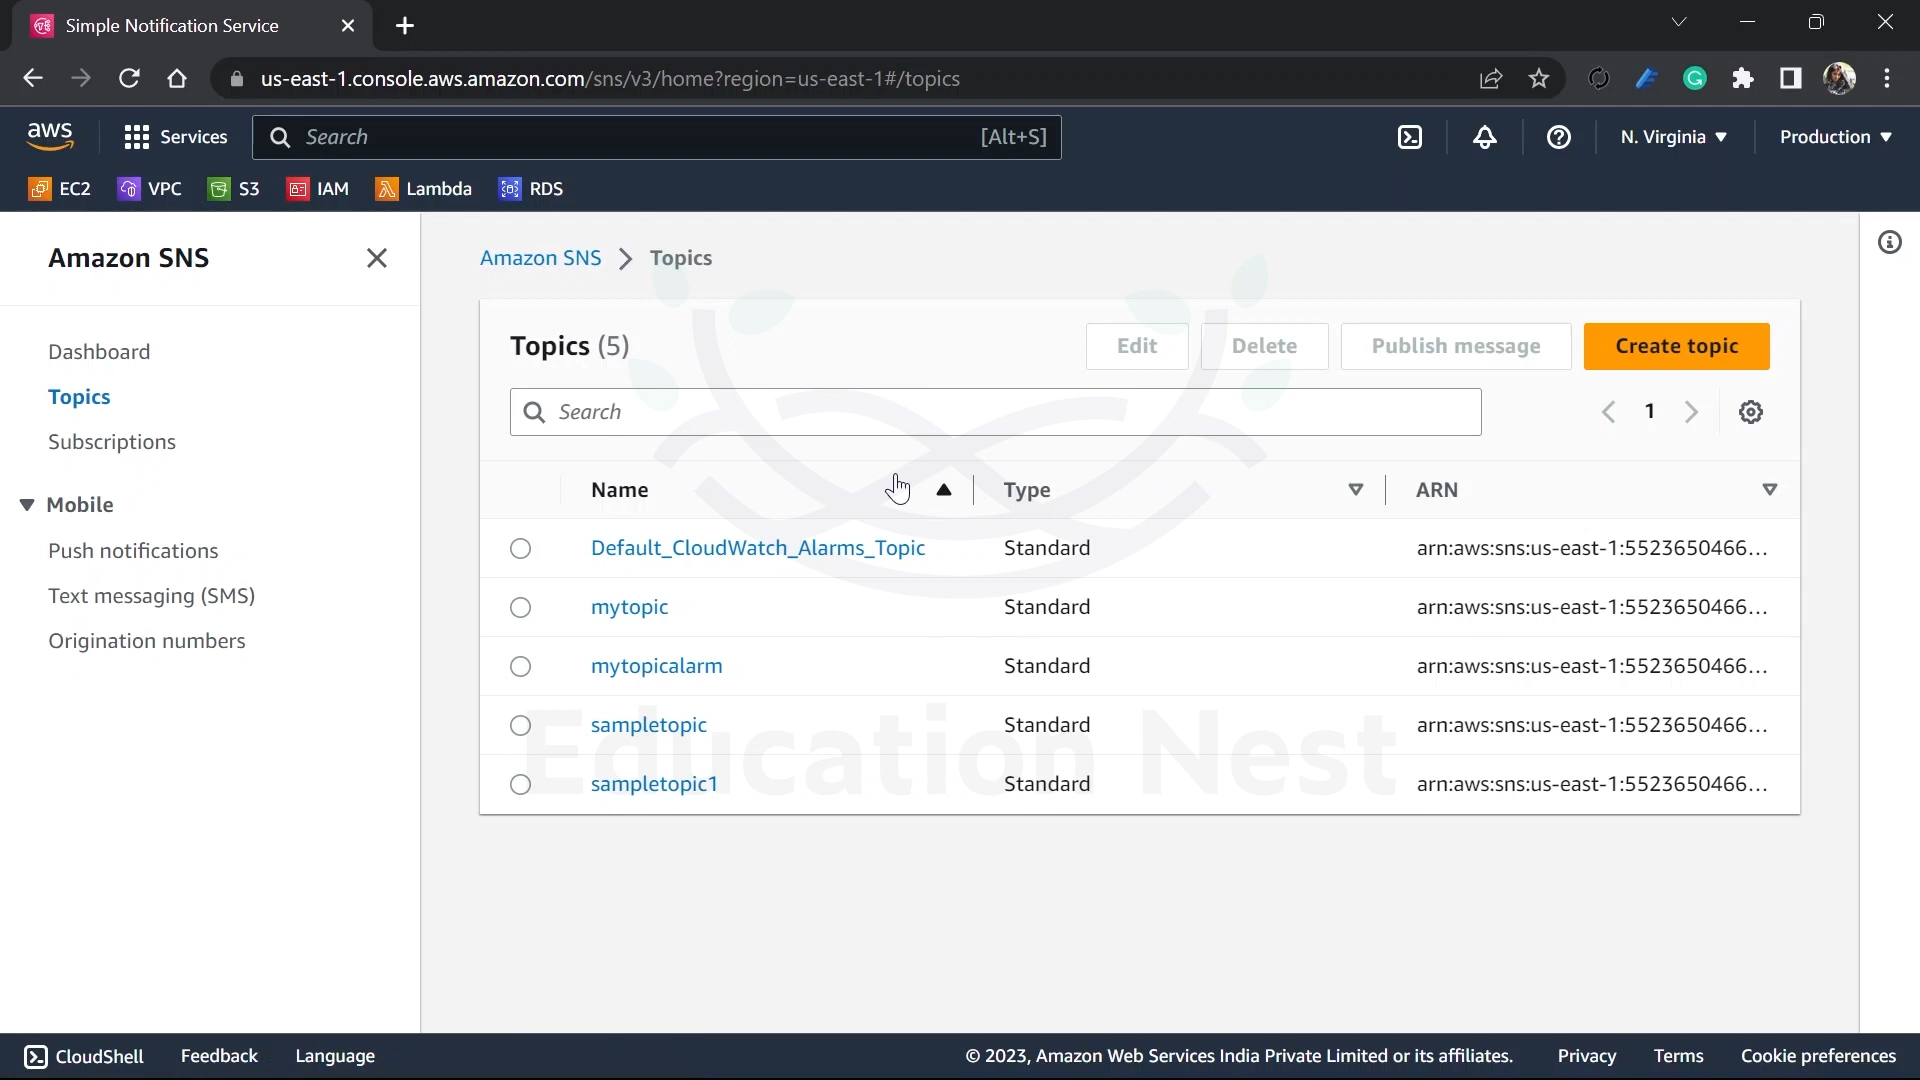 Simple Notification Service
us-east-1.console.aws.amazon.com/sns/v3/home?region=us-east-1#/topics
aws
Services
Search
[Alt+S]
N. Virginia
Production
EC2
VPC
S3
IAM
Lambda
RDS
Amazon SNS
Dashboard
Topics
Subscriptions
Mobile
Push notifications
Text messaging (SMS)
Origination numbers
Amazon SNS > Topics
Topics (5)
Edit
Delete
Publish message
Create topic
Search
1
Name Type ARN
Default_CloudWatch_Alarms_Topic Standard arn:aws:sns:us-east-1:5523650466...
mytopic Standard arn:aws:sns:us-east-1:5523650466...
mytopicalarm Standard arn:aws:sns:us-east-1:5523650466...
sampletopic Standard arn:aws:sns:us-east-1:5523650466...
sampletopic1 Standard arn:aws:sns:us-east-1:5523650466...
Education Nest
CloudShell
Feedback
Language
© 2023, Amazon Web Services India Private Limited or its affiliates.
Privacy
Terms
Cookie preferences